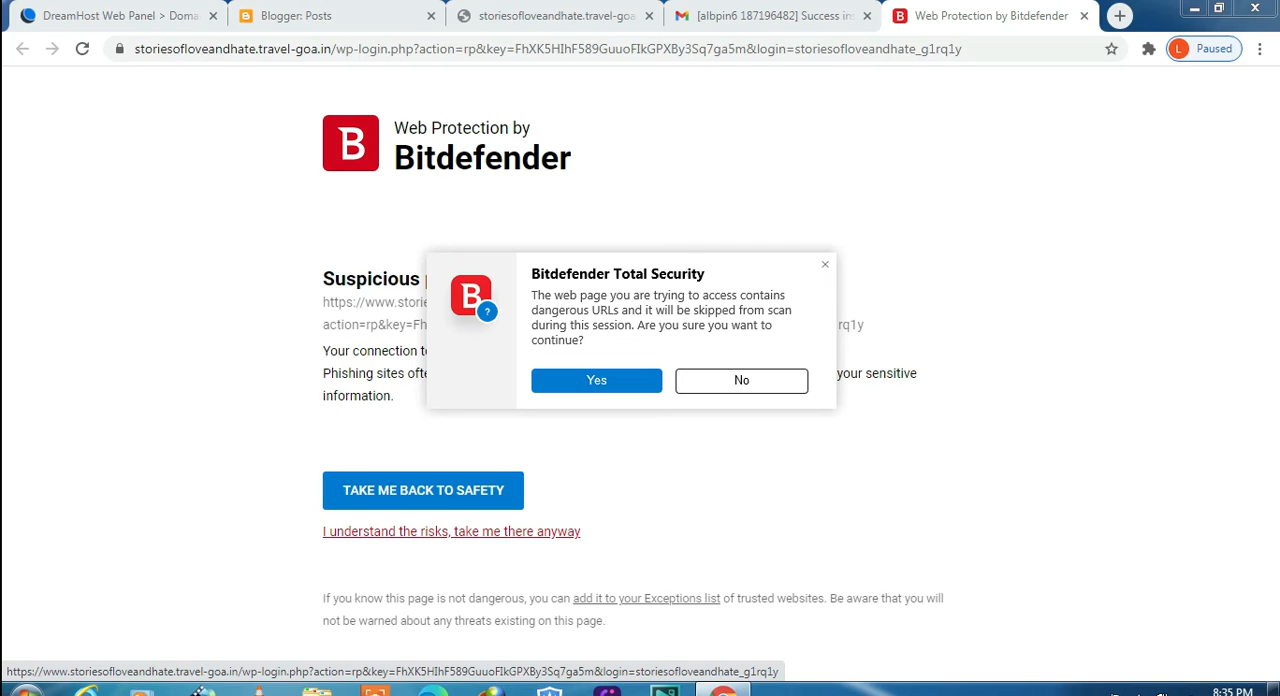 DreamHost Web Panel > Doma
Blogger: Posts
storiesofloveandhate.travel-goa
[albpin6 187196482] Success in
Web Protection by Bitdefender
storiesofloveandhate.travel-goa.in/wp-login.php?action=rp&key=FhXK5HIhF589GuuoFIkGPXBy3Sq7ga5m&login=storiesofloveandhate_g1rq1y
L Paused
B
Web Protection by
Bitdefender
Suspicious
https://www.storie
action=rp&key=Fh
rq1y
Your connection t
Phishing sites ofte
your sensitive
information.
B
?
Bitdefender Total Security
The web page you are trying to access contains
dangerous URLs and it will be skipped from scan
during this session. Are you sure you want to
continue?
Yes
No
TAKE ME BACK TO SAFETY
I understand the risks, take me there anyway
If you know this page is not dangerous, you can add it to your Exceptions list of trusted websites. Be aware that you will
not be warned about any threats existing on this page.
https://www.storiesofloveandhate.travel-goa.in/wp-login.php?action=rp&key=FhXK5HIhF589GuuoFIkGPXBy3Sq7ga5m&login=storiesofloveandhate_g1rq1y
8:35 PM